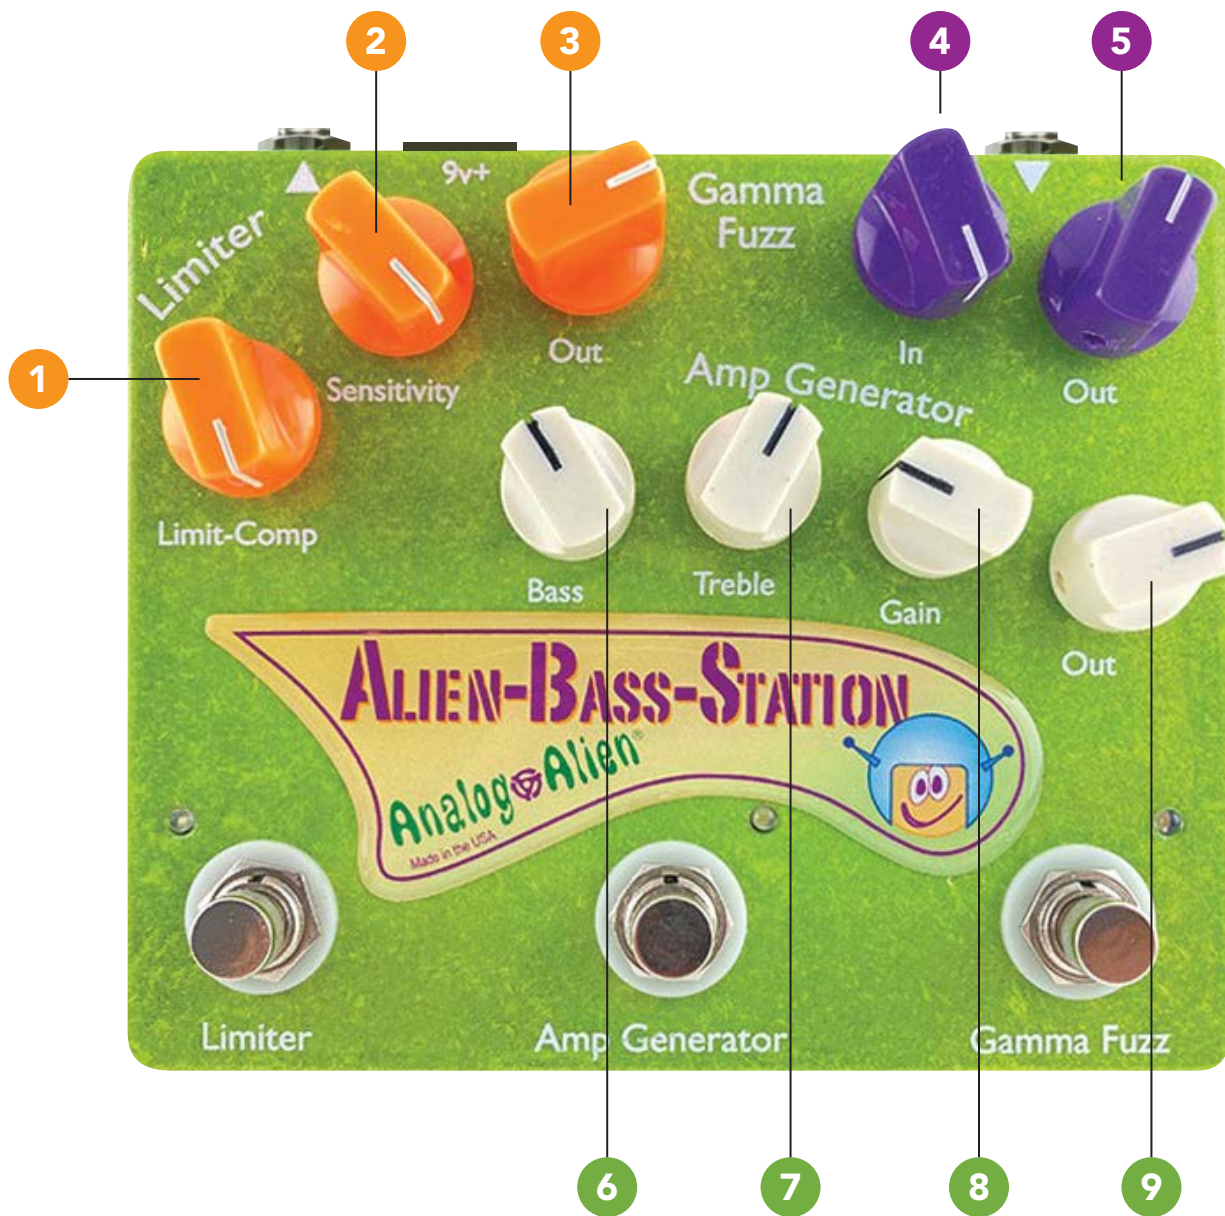 2
3
4
5
9v+
Limiter
Gamma
Fuzz
Out
In
Out
1
Sensitivity
Amp Generator
Limit-Comp
Bass
Treble
Gain
Out
ALIEN-BASS-STATION
Analog Alien®
Made in the USA
Limiter
Amp Generator
Gamma Fuzz
6
7
8
9